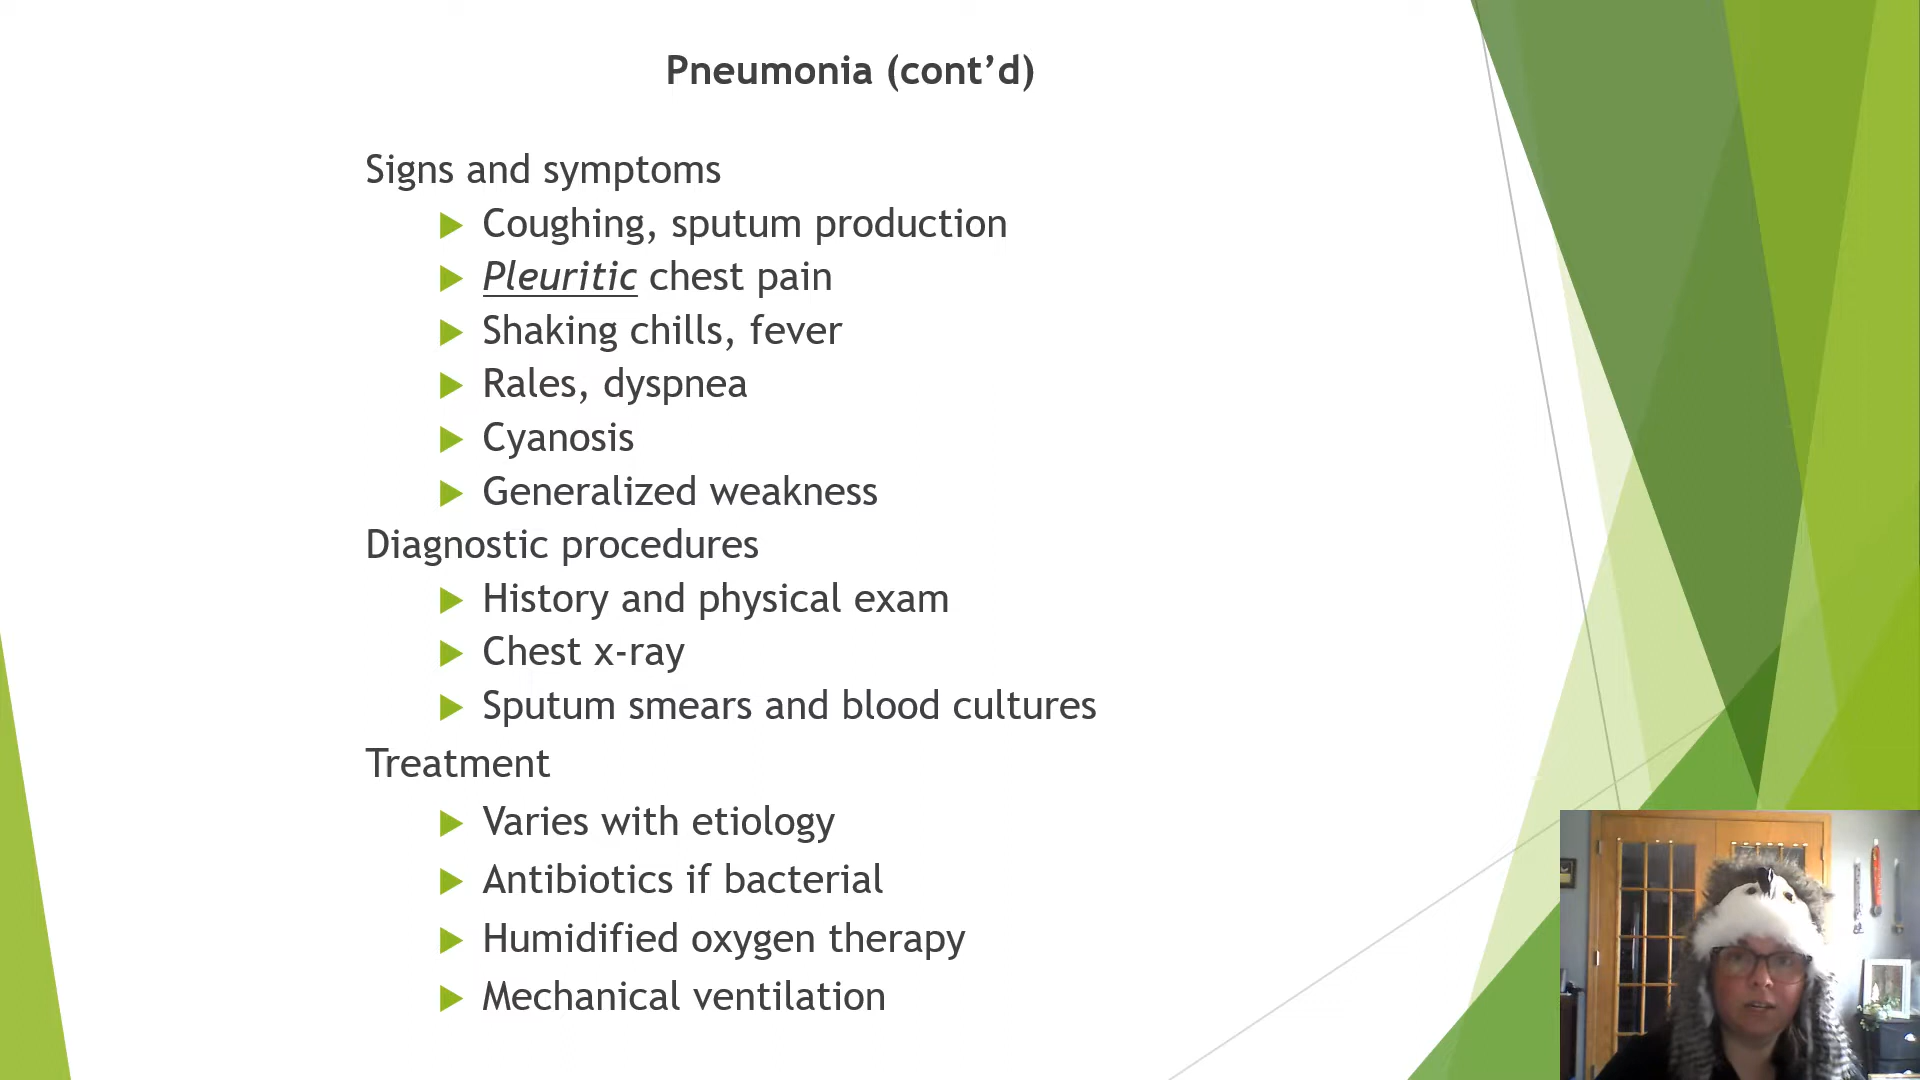 Pneumonia (cont’d)
Signs and symptoms
Coughing, sputum production
Pleuritic chest pain
Shaking chills, fever
Rales, dyspnea
Cyanosis
Generalized weakness
Diagnostic procedures
History and physical exam
Chest x-ray
Sputum smears and blood cultures
Treatment
Varies with etiology
Antibiotics if bacterial
Humidified oxygen therapy
Mechanical ventilation